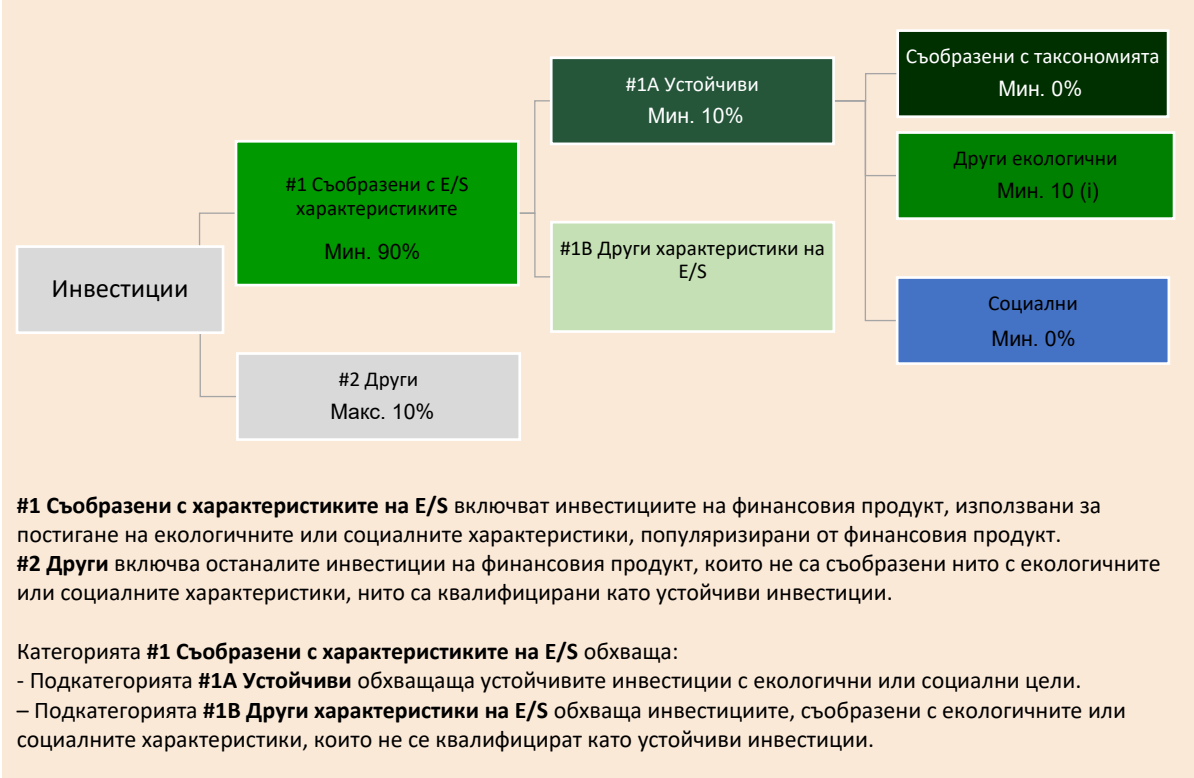 Инвестиции
#1 Съобразени с E/S
характеристиките
Мин. 90%
#2 Други
Макс. 10%
#1A Устойчиви
Мин. 10%
#1B Други характеристики на
E/S
Съобразени с таксономията
Мин. 0%
Други екологични
Мин. 10 (i)
Социални
Мин. 0%
#1 Съобразени с характеристиките на E/S включват инвестициите на финансовия продукт, използвани за
постигане на екологичните или социалните характеристики, популяризирани от финансовия продукт.
#2 Други включва останалите инвестиции на финансовия продукт, които не са съобразени нито с екологичните
или социалните характеристики, нито са квалифицирани като устойчиви инвестиции.
Категорията #1 Съобразени с характеристиките на E/S обхваща:
- Подкатегорията #1A Устойчиви обхващаща устойчивите инвестиции с екологични или социални цели.
– Подкатегорията #1B Други характеристики на E/S обхваща инвестициите, съобразени с екологичните или
социалните характеристики, които не се квалифицират като устойчиви инвестиции.